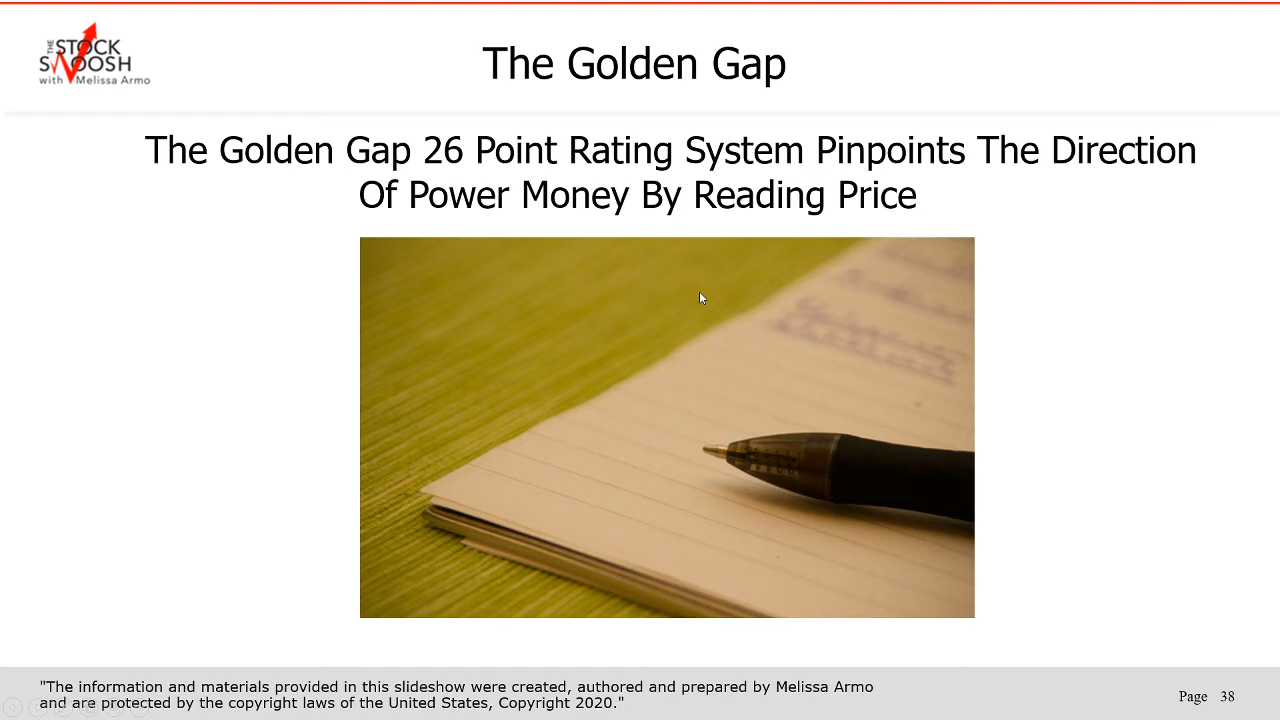 THE STOCK
SWOOSH
with Melissa Armo
The Golden Gap
The Golden Gap 26 Point Rating System Pinpoints The Direction
Of Power Money By Reading Price
"The information and materials provided in this slideshow were created, authored and prepared by Melissa Armo
and are protected by the copyright laws of the United States, Copyright 2020."
Page 38